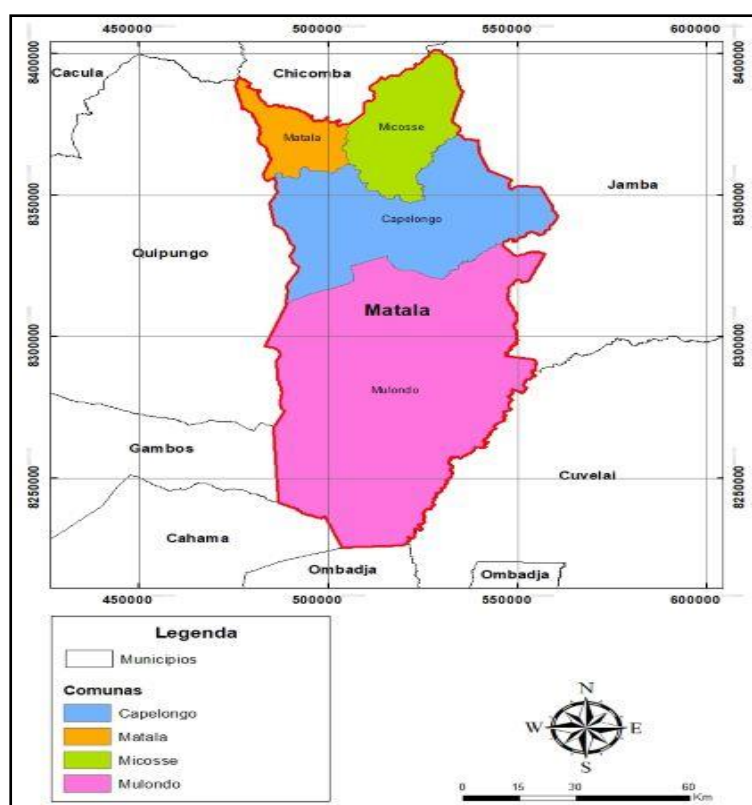 450000 500000 550000 600000
8400000 8400000
Cacula
Chicomba
Matala
Micosse
8350000 8350000
Jamba
Capelongo
Quipungo
Matala
8300000 8300000
Mulondo
Gambos
8250000 8250000
Cuvelai
Cahama
Ombadja
Ombadja
450000 500000 550000 600000
Legenda
Municipios
Comunas
Capelongo
Matala
Micosse
Mulondo
N
W E
S
0 15 30 60
Km